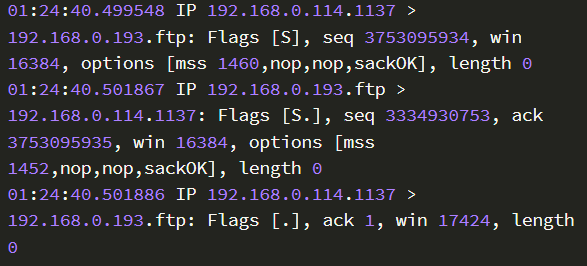 01:24:40.499548 IP 192.168.0.114.1137 >
192.168.0.193.ftp: Flags [S], seq 3753095934, win
16384, options [mss 1460,nop,nop,sackOK], length 0
01:24:40.501867 IP 192.168.0.193.ftp >
192.168.0.114.1137: Flags [S.], seq 3334930753, ack
3753095935, win 16384, options [mss
1452,nop,nop,sackOK], length 0
01:24:40.501886 IP 192.168.0.114.1137 >
192.168.0.193.ftp: Flags [.], ack 1, win 17424, length
0